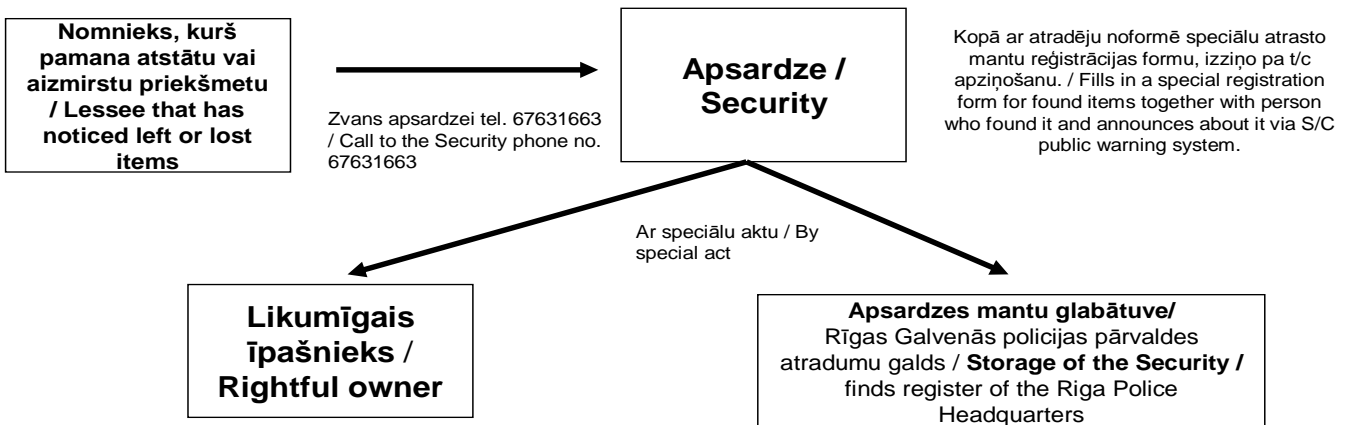 Nomnieks, kurš
pamana atstātu vai
aizmirstu priekšmetu
/ Lessee that has
noticed left or lost
items
Zvans apsardzei tel. 67631663
/ Call to the Security phone no.
67631663
Apsardze /
Security
Kopā ar atradēju noformē speciālu atrasto
mantu reģistrācijas formu, izziņo pa t/c
apziņošanu. / Fills in a special registration
form for found items together with person
who found it and announces about it via S/C
public warning system.
Ar speciālu aktu / By
special act
Likumīgais
īpašnieks /
Rightful owner
Apsardzes mantu glabātuve/
Rīgas Galvenās policijas pārvaldes
atradumu galds / Storage of the Security /
finds register of the Riga Police
Headquarters